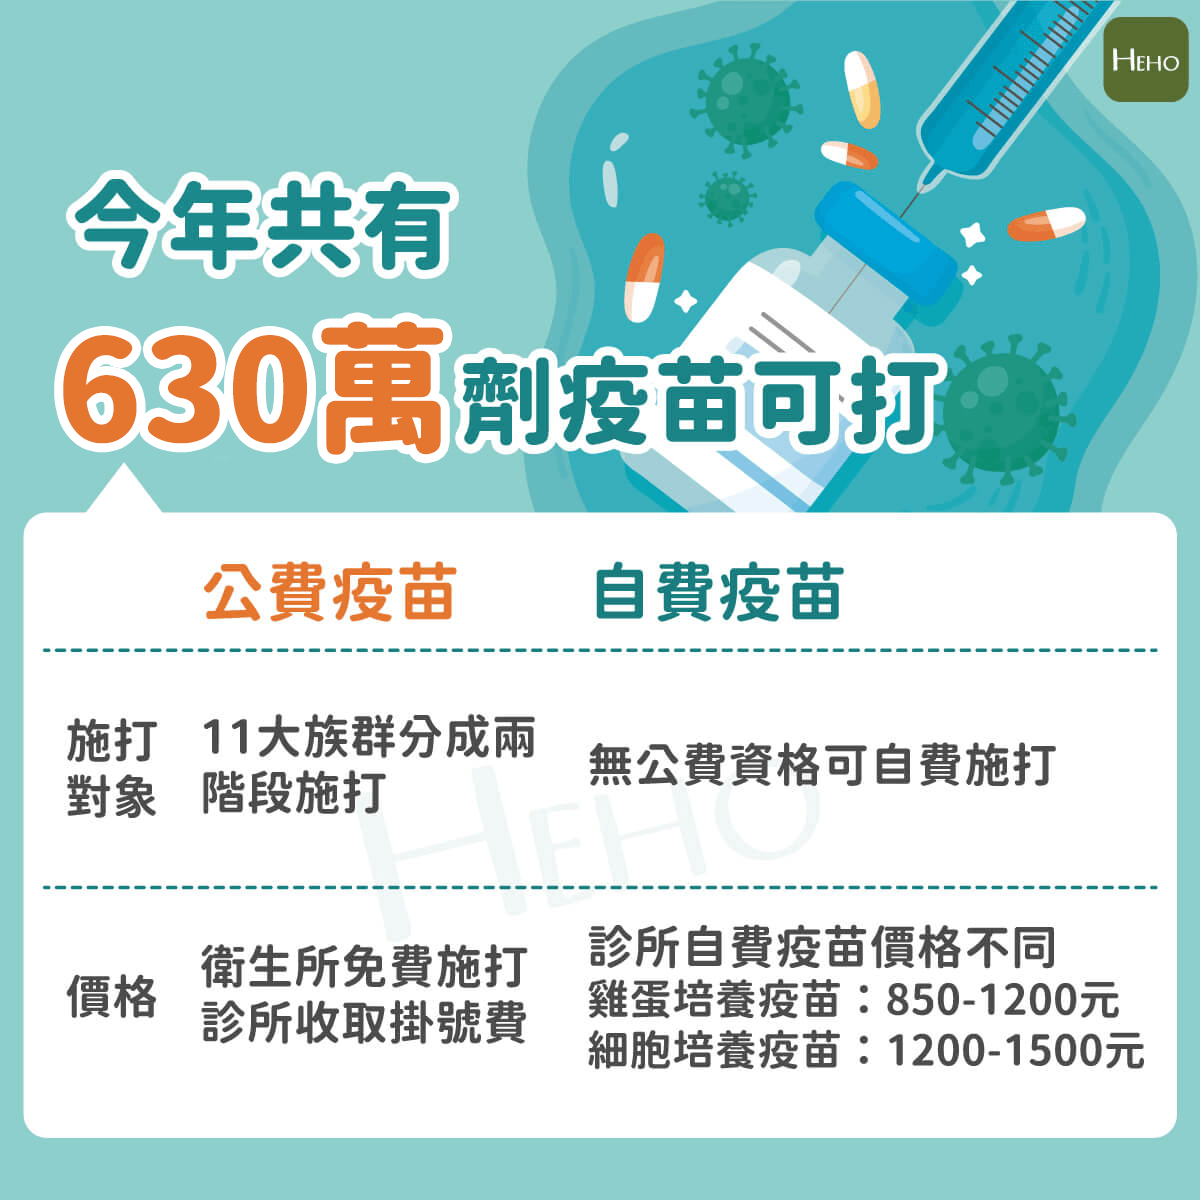 HEHO
今年共有
630萬劑疫苗可打
公費疫苗 自費疫苗
施打
對象
11大族群分成兩
階段施打
無公費資格可自費施打
HEHO
價格
衛生所免費施打
診所收取掛號費
診所自費疫苗價格不同
雞蛋培養疫苗：850-1200元
細胞培養疫苗：1200-1500元